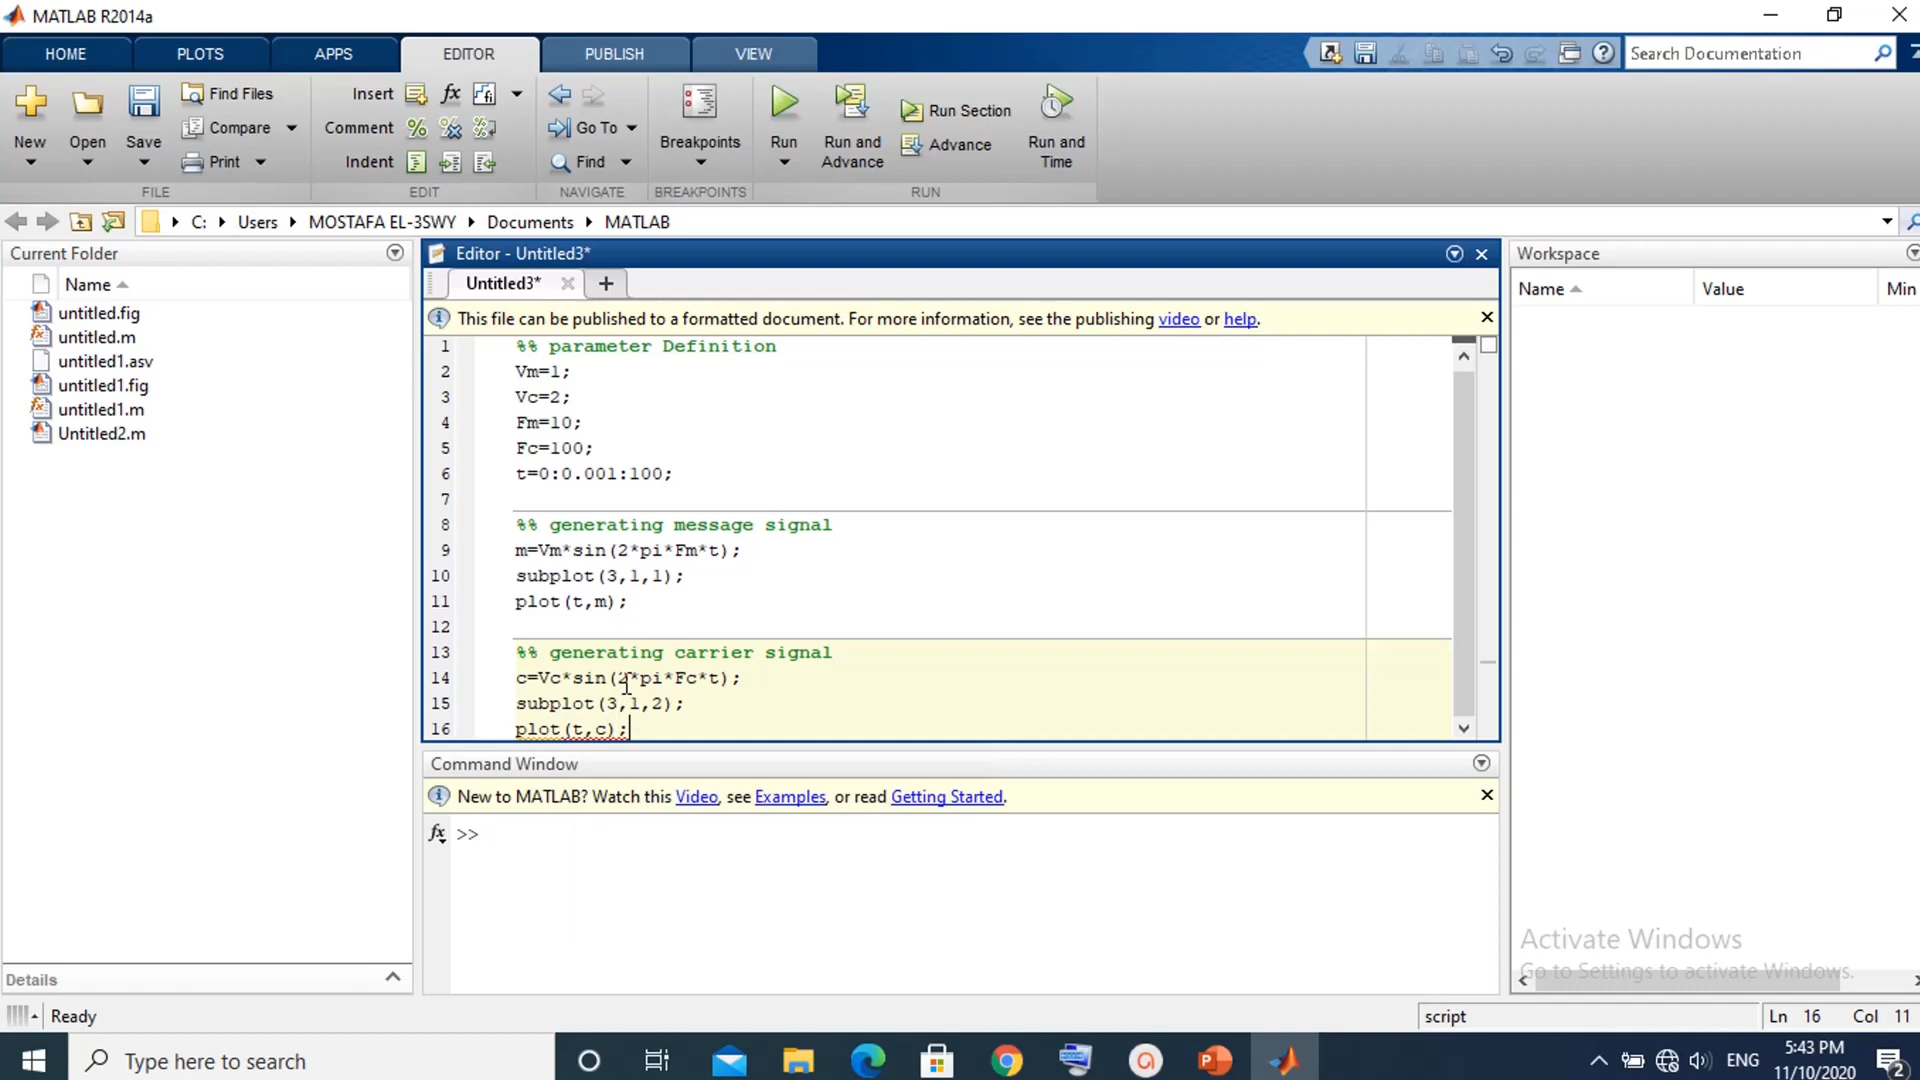 MATLAB R2014a
HOME PLOTS APPS EDITOR PUBLISH VIEW
Search Documentation
New Open Save Find Files Compare Print
FILE
Insert fx
Comment
Indent
EDIT
Go To
Find
NAVIGATE
Breakpoints
BREAKPOINTS
Run Run and Advance Run Section Advance Run and Time
RUN
C: Users MOSTAFA EL-3SWY Documents MATLAB
Current Folder
Name
untitled.fig
untitled.m
untitled1.asv
untitled1.fig
untitled1.m
Untitled2.m
Details
Editor - Untitled3*
Untitled3* +
This file can be published to a formatted document. For more information, see the publishing video or help.
1 %% parameter Definition
2 Vm=1;
3 Vc=2;
4 Fm=10;
5 Fc=100;
6 t=0:0.001:100;
7
8 %% generating message signal
9 m=Vm*sin(2*pi*Fm*t);
10 subplot(3,1,1);
11 plot(t,m);
12
13 %% generating carrier signal
14 c=Vc*sin(2*pi*Fc*t);
15 subplot(3,1,2);
16 plot(t,c);
Command Window
New to MATLAB? Watch this Video, see Examples, or read Getting Started.
fx >>
Workspace
Name Value Min
Activate Windows
Go to Settings to activate Windows.
Ready
script Ln 16 Col 11
Type here to search
ENG
5:43 PM
11/10/2020
2